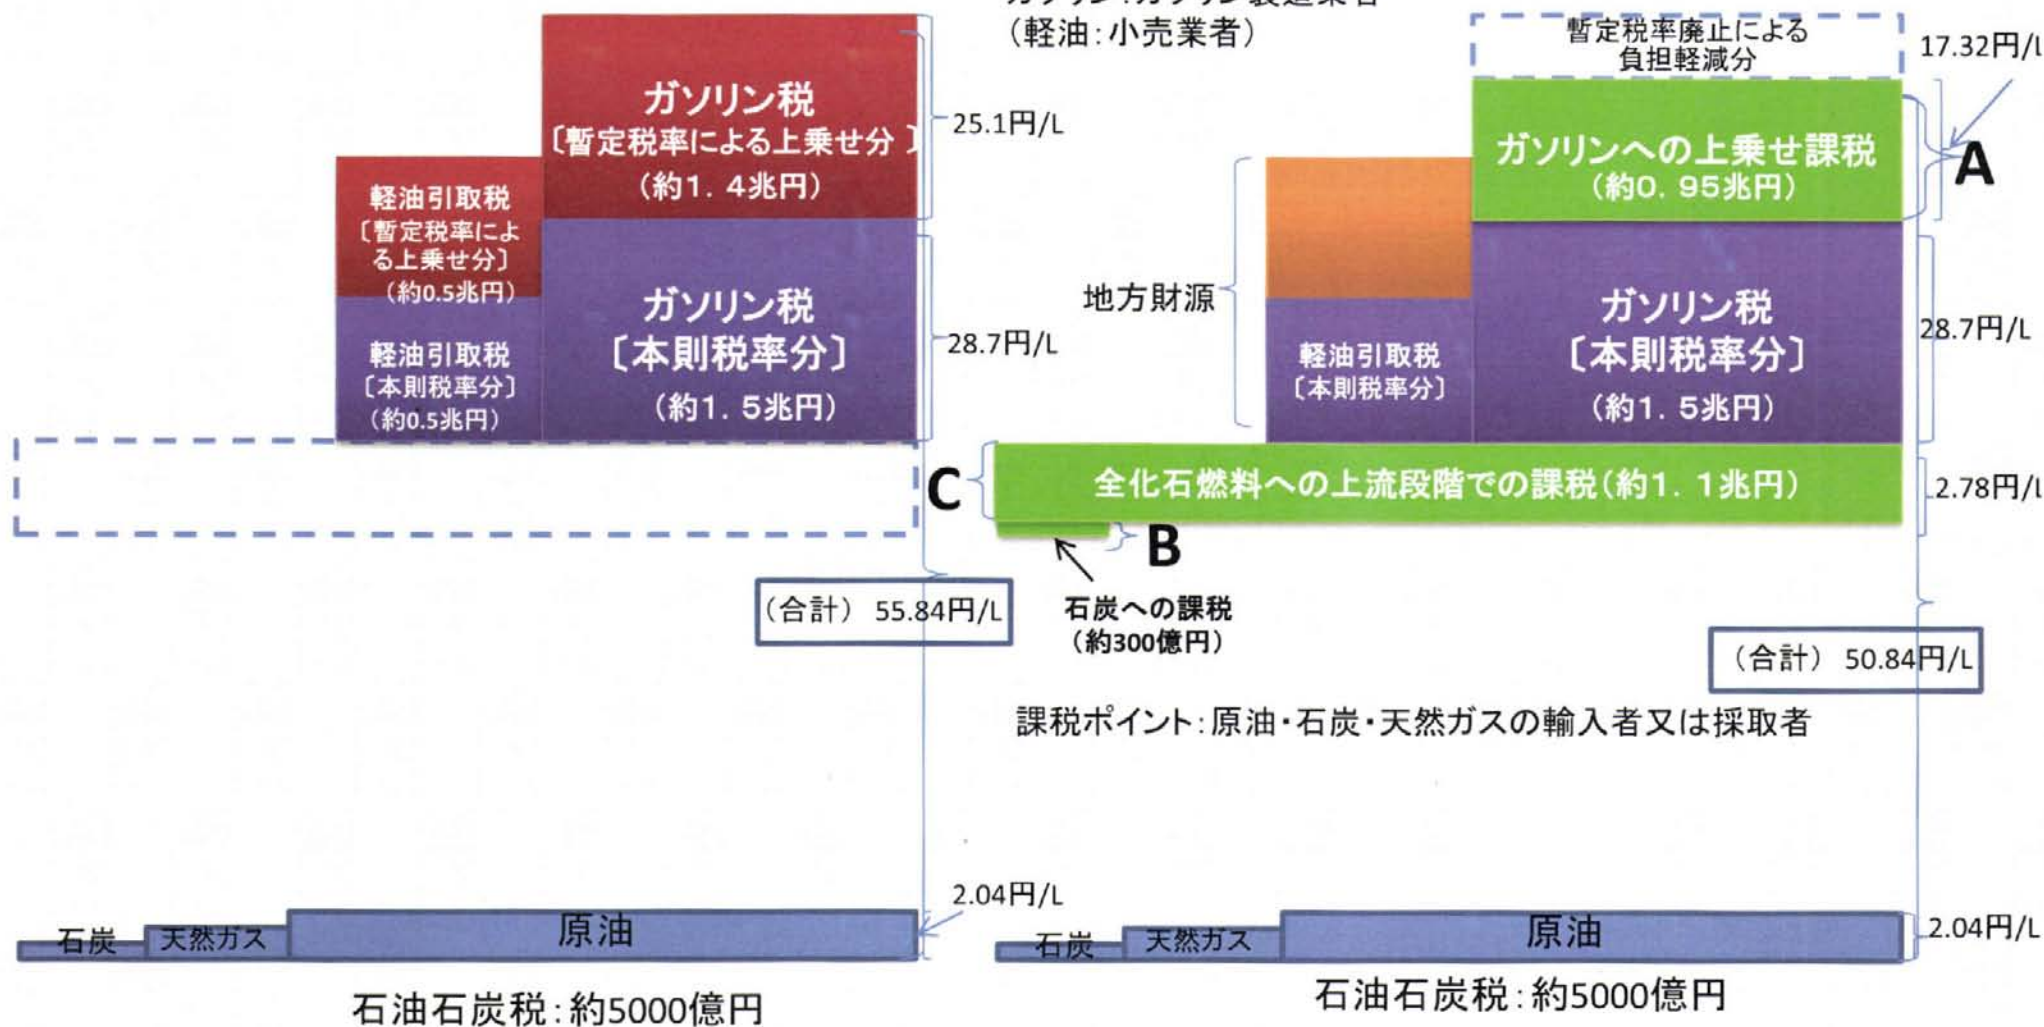 （軽油：小売業者）
ガソリン税
〔暫定税率による上乗せ分 〕
（約1．4兆円）
25.1円/L
軽油引取税
〔暫定税率によ
る上乗せ分〕
（約0.5兆円）
ガソリン税
〔本則税率分〕
（約1．5兆円）
28.7円/L
軽油引取税
〔本則税率分〕
（約0.5兆円）
（合計） 55.84円/L
2.04円/L
石炭
天然ガス
原油
石油石炭税：約5000億円
暫定税率廃止による
負担軽減分
17.32円/L
ガソリンへの上乗せ課税
（約0．95兆円）
A
地方財源
軽油引取税
〔本則税率分〕
ガソリン税
〔本則税率分〕
（約1．5兆円）
28.7円/L
C
全化石燃料への上流段階での課税（約1．1兆円）
2.78円/L
B
石炭への課税
（約300億円）
（合計） 50.84円/L
課税ポイント：原油・石炭・天然ガスの輸入者又は採取者
石炭
天然ガス
原油
2.04円/L
石油石炭税：約5000億円